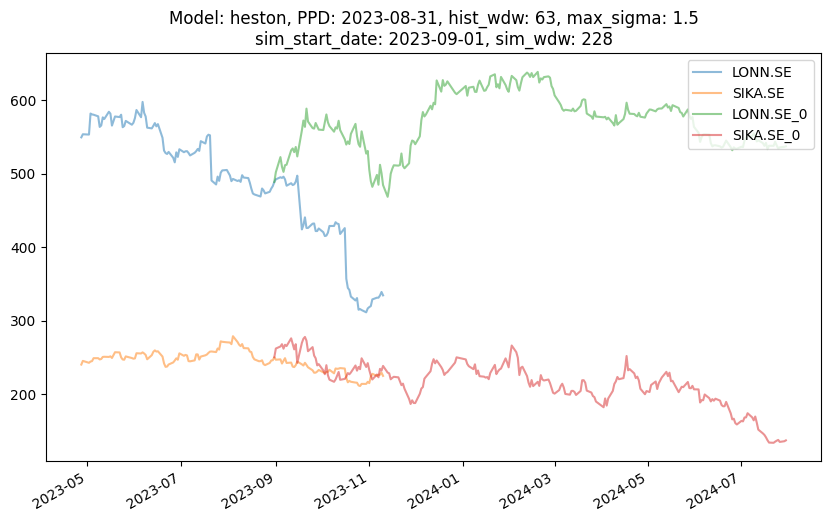 Model: heston, PPD: 2023-08-31, hist_wdw: 63, max_sigma: 1.5
sim_start_date: 2023-09-01, sim_wdw: 228
LONN.SE
SIKA.SE
LONN.SE_0
SIKA.SE_0
600
500
400
300
200
2023-05
2023-07
2023-09
2023-11
2024-01
2024-03
2024-05
2024-07